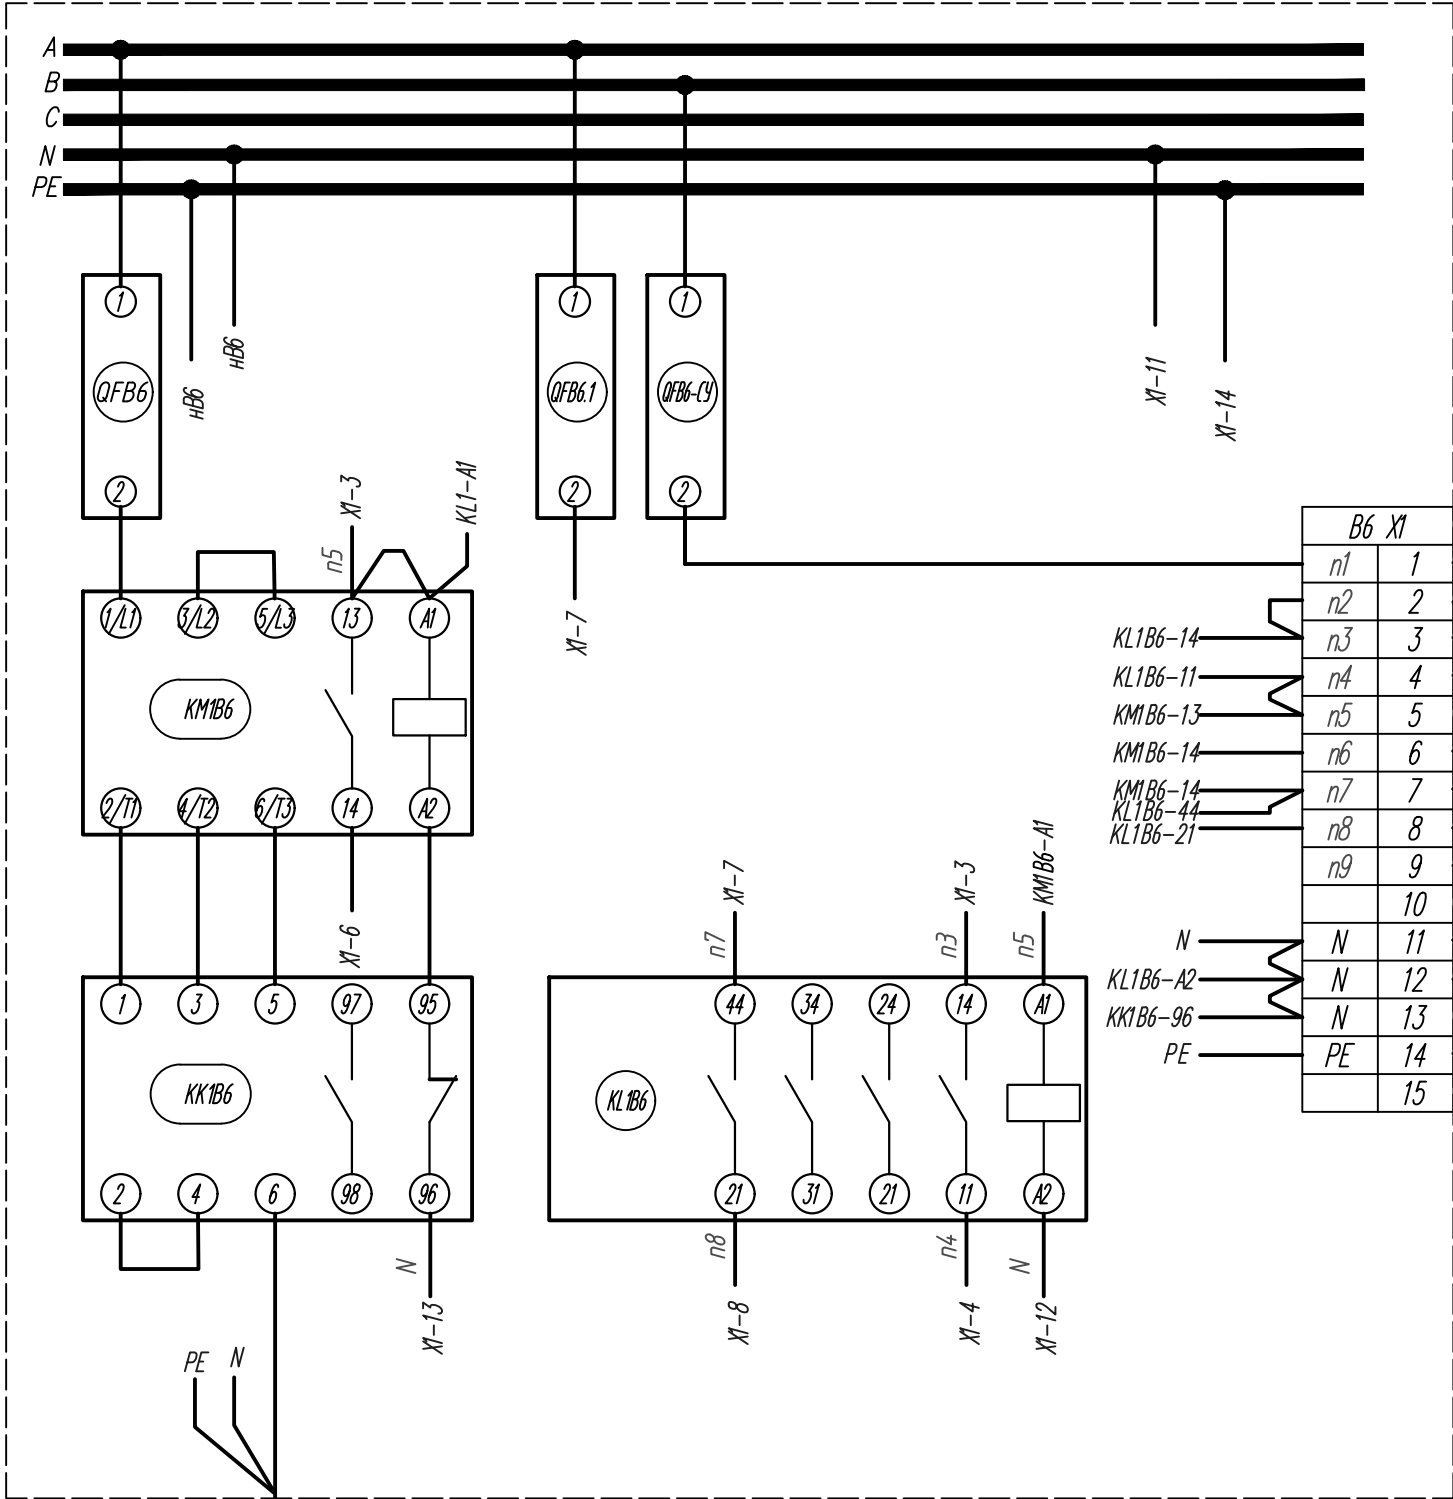 A
B
C
N
PE
1
1
1
нВ6
нВ6
X1-11
X1-14
QFB6
QFB6.1
QFB6-СУ
2
2
2
X1-3
KL1-A1
n5
X1-7
В6 X1
n1 1
n2 2
KL1B6-14 n3 3
KL1B6-11 n4 4
KM1B6-13 n5 5
KM1B6-14 n6 6
KM1B6-14 n7 7
KL1B6-44
KL1B6-21 n8 8
n9 9
10
N N 11
KL1B6-A2 N 12
KK1B6-96 N 13
PE PE 14
15
1/L1 3/L2 5/L3 13 A1
KM1B6
2/T1 4/T2 6/T3 14 A2
X1-6
X1-7
X1-3
KM1B6-A1
n7
n3
n5
1 3 5 97 95
KK1B6
2 4 6 98 96
N
X1-13
44 34 24 14 A1
KL1B6
21 31 21 11 A2
n8
n4
N
X1-8
X1-4
X1-12
PE N